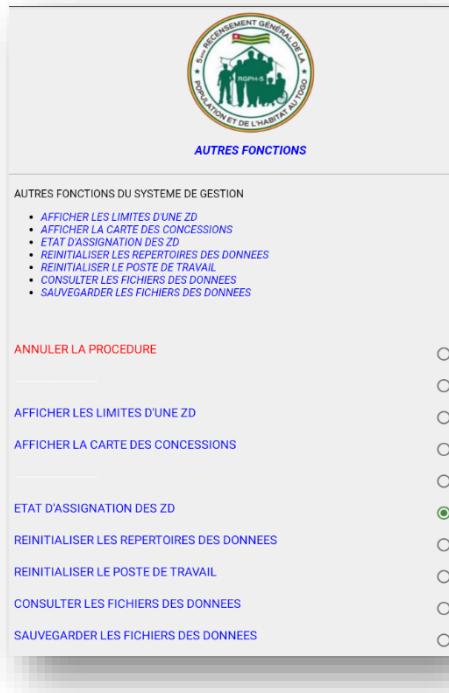 5ème RECENSEMENT GÉNÉRAL DE LA
POPULATION ET DE L'HABITAT AU TOGO
RGPH-5
AUTRES FONCTIONS
AUTRES FONCTIONS DU SYSTEME DE GESTION
• AFFICHER LES LIMITES D'UNE ZD
• AFFICHER LA CARTE DES CONCESSIONS
• ETAT D'ASSIGNATION DES ZD
• REINITIALISER LES REPERTOIRES DES DONNEES
• REINITIALISER LE POSTE DE TRAVAIL
• CONSULTER LES FICHIERS DES DONNEES
• SAUVEGARDER LES FICHIERS DES DONNEES
ANNULER LA PROCEDURE
AFFICHER LES LIMITES D'UNE ZD
AFFICHER LA CARTE DES CONCESSIONS
ETAT D'ASSIGNATION DES ZD
REINITIALISER LES REPERTOIRES DES DONNEES
REINITIALISER LE POSTE DE TRAVAIL
CONSULTER LES FICHIERS DES DONNEES
SAUVEGARDER LES FICHIERS DES DONNEES